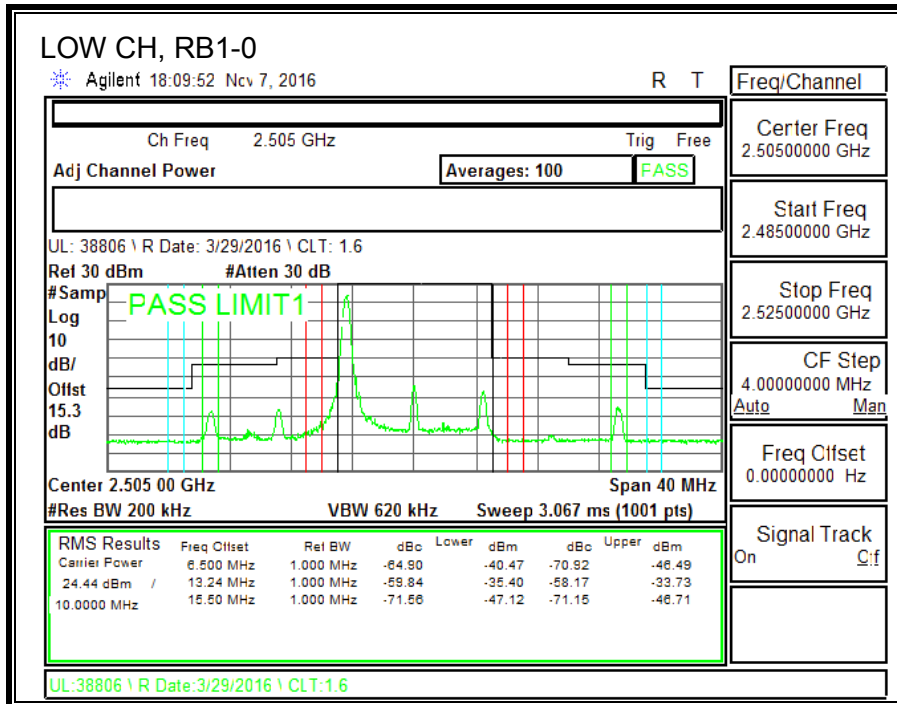 LOW CH, RB1-0
Agilent 18:09:52 Nov 7, 2016 R T
Ch Freq 2.505 GHz Trig Free
Adj Channel Power Averages: 100 PASS
UL: 38806 \ R Date: 3/29/2016 \ CLT: 1.6
Ref 30 dBm #Atten 30 dB
#Samp
Log
10
dB/
Offst
15.3
dB
PASS LIMIT1
Center 2.505 00 GHz Span 40 MHz
#Res BW 200 kHz VBW 620 kHz Sweep 3.067 ms (1001 pts)
RMS Results Freq Offset Ref BW dBc Lower dBm dBc Upper dBm
Carrier Power 6.500 MHz 1.000 MHz -64.90 -40.47 -70.92 -46.49
24.44 dBm / 13.24 MHz 1.000 MHz -59.84 -35.40 -58.17 -33.73
10.0000 MHz 15.50 MHz 1.000 MHz -71.56 -47.12 -71.15 -46.71
UL:38806 \ R Date:3/29/2016 \ CLT:1.6
Freq/Channel
Center Freq
2.50500000 GHz
Start Freq
2.48500000 GHz
Stop Freq
2.52500000 GHz
CF Step
4.00000000 MHz
Auto Man
Freq Offset
0.00000000 Hz
Signal Track
On Off